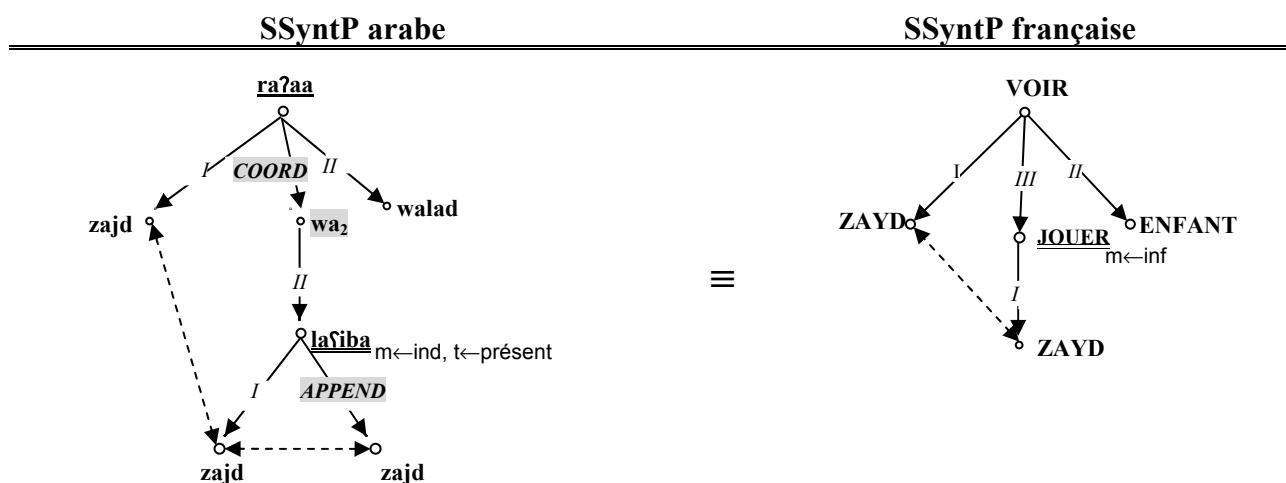 SSyntP arabe SSyntP française
raʔaa VOIR
I COORD II I III II
zajd wa₂ walad ZAYD JOUER m←inf ENFANT
≡
II I
laʕiba m←ind, t←présent ZAYD
I APPEND
zajd zajd